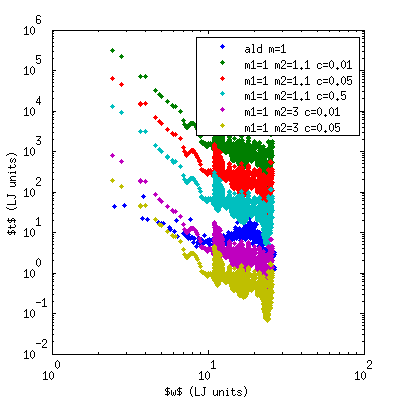 10^6
10^5
10^4
10^3
10^2
10^1
10^0
10^-1
10^-2
$t$ (LJ units)
ald m=1
m1=1 m2=1.1 c=0.01
m1=1 m2=1.1 c=0.05
m1=1 m2=1.1 c=0.5
m1=1 m2=3 c=0.01
m1=1 m2=3 c=0.05
10^0
10^1
10^2
$w$ (LJ units)